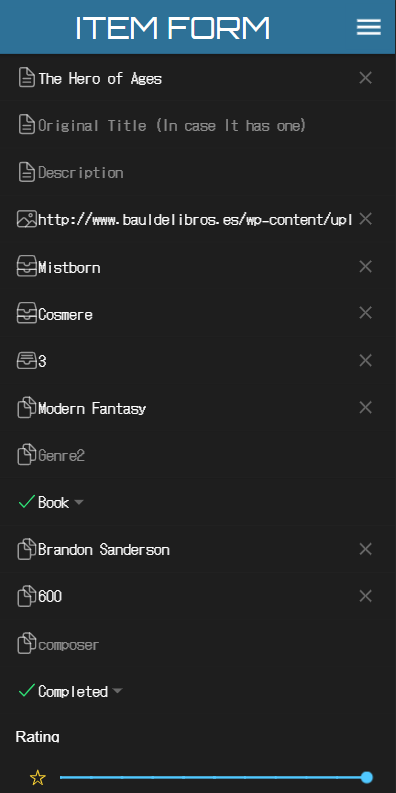 ITEM FORM
The Hero of Ages
Original Title (In case It has one)
Description
http://www.bauldelibros.es/wp-content/upl
Mistborn
Cosmere
3
Modern Fantasy
Genre2
Book
Brandon Sanderson
600
composer
Completed
Rating